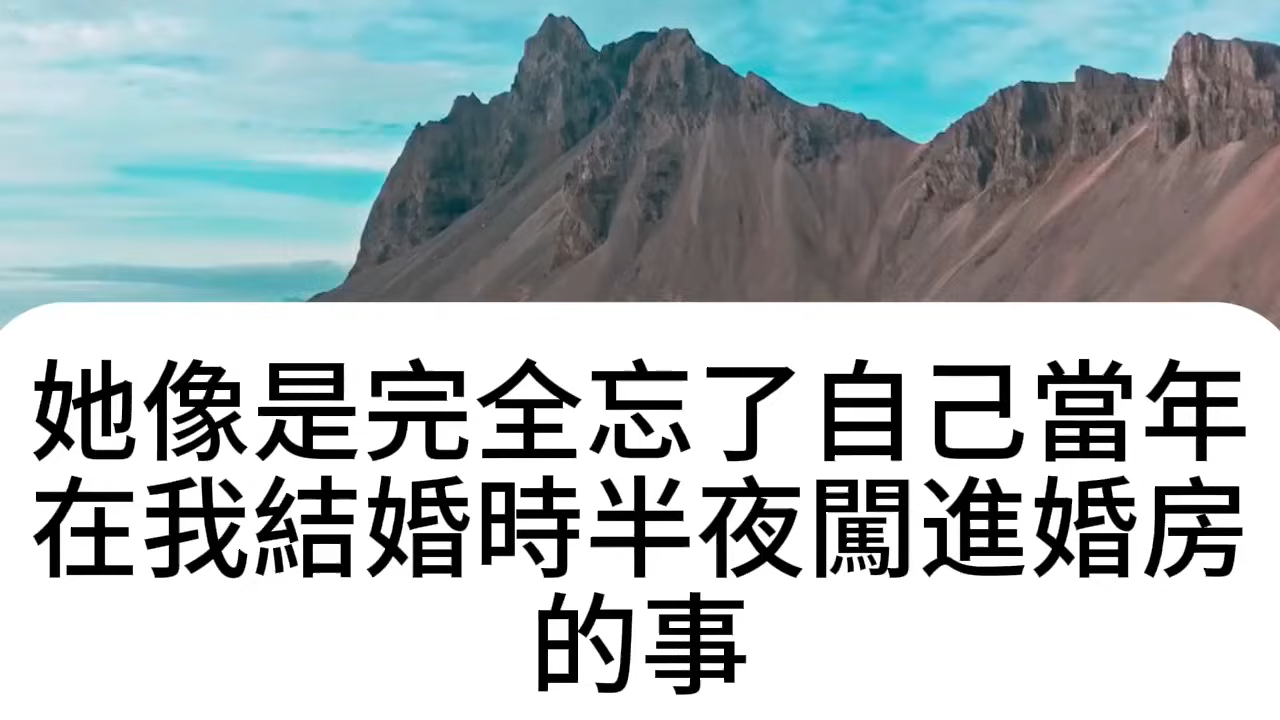 她像是完全忘了自己當年
在我結婚時半夜闖進婚房
的事